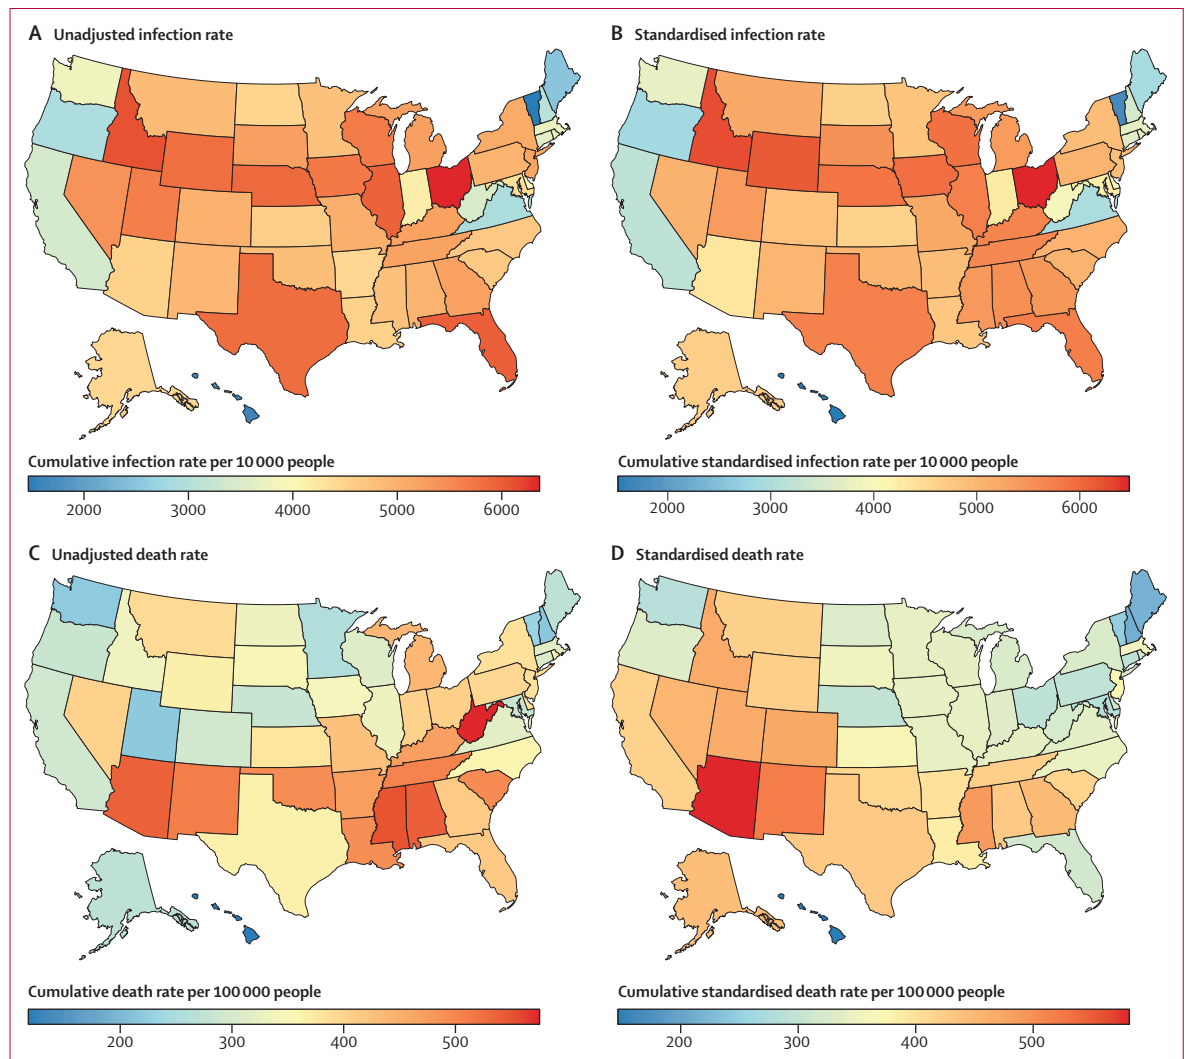 A Unadjusted infection rate
B Standardised infection rate
Cumulative infection rate per 10 000 people
2000 3000 4000 5000 6000
Cumulative standardised infection rate per 10 000 people
2000 3000 4000 5000 6000
C Unadjusted death rate
D Standardised death rate
Cumulative death rate per 100 000 people
200 300 400 500
Cumulative standardised death rate per 100 000 people
200 300 400 500